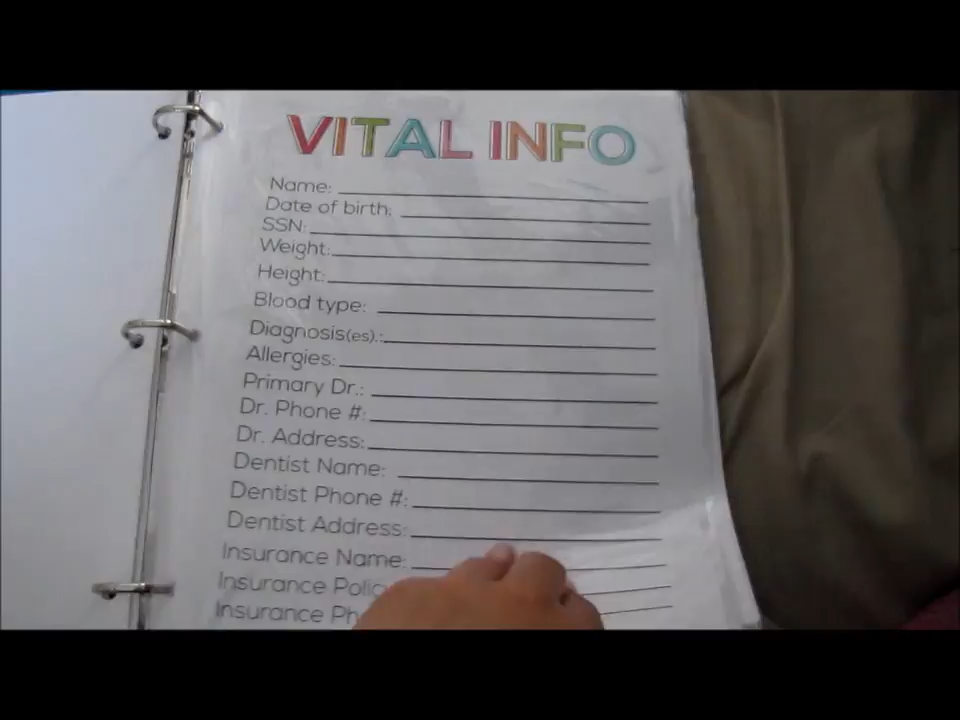 VITAL INFO
Name:
Date of birth:
SSN:
Weight:
Height:
Blood type:
Diagnosis(es).:
Allergies:
Primary Dr.:
Dr. Phone #:
Dr. Address:
Dentist Name:
Dentist Phone #:
Dentist Address:
Insurance Name:
Insurance
Insurance